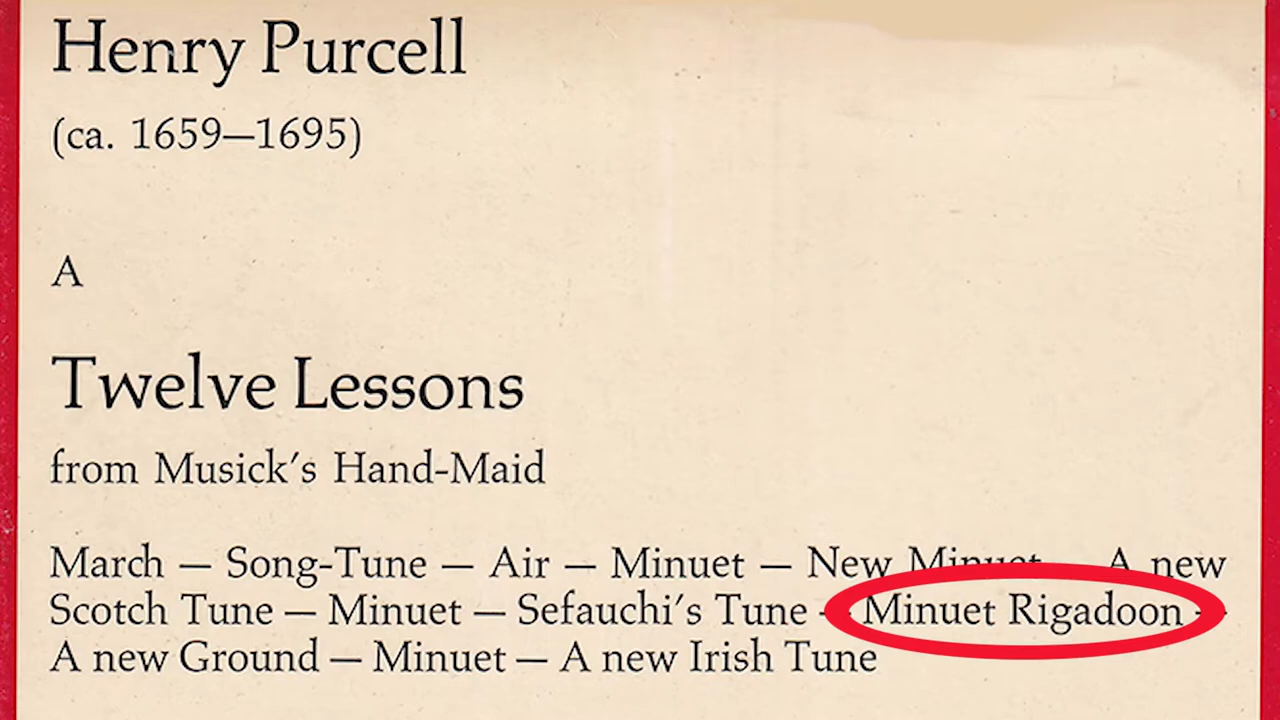 Henry Purcell
(ca. 1659—1695)
A
Twelve Lessons
from Musick's Hand-Maid
March — Song-Tune — Air — Minuet — New Minuet — A new
Scotch Tune — Minuet — Sefauchi's Tune — Minuet Rigadoon —
A new Ground — Minuet — A new Irish Tune